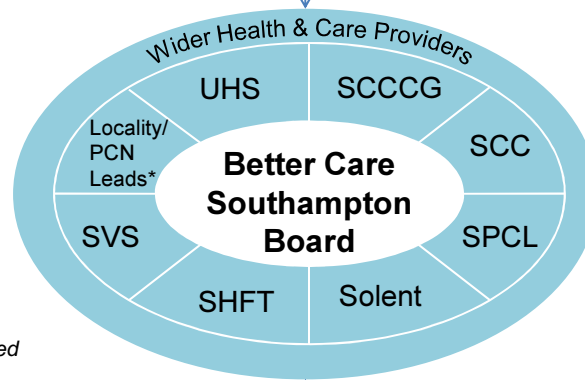 Wider Health & Care Providers
UHS
SCCCG
Locality/
PCN
Leads*
SCC
Better Care
Southampton
Board
SVS
SPCL
SHFT
Solent
ed